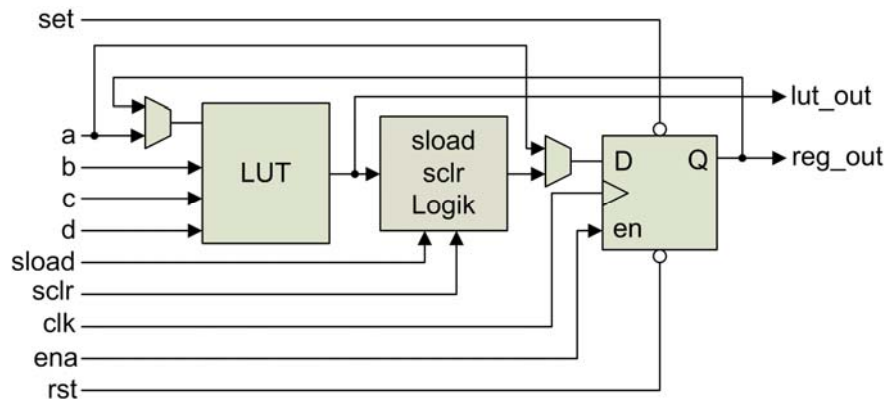 set
a
b
c
d
sload
sclr
clk
ena
rst
LUT
sload
sclr
Logik
D
Q
en
lut_out
reg_out